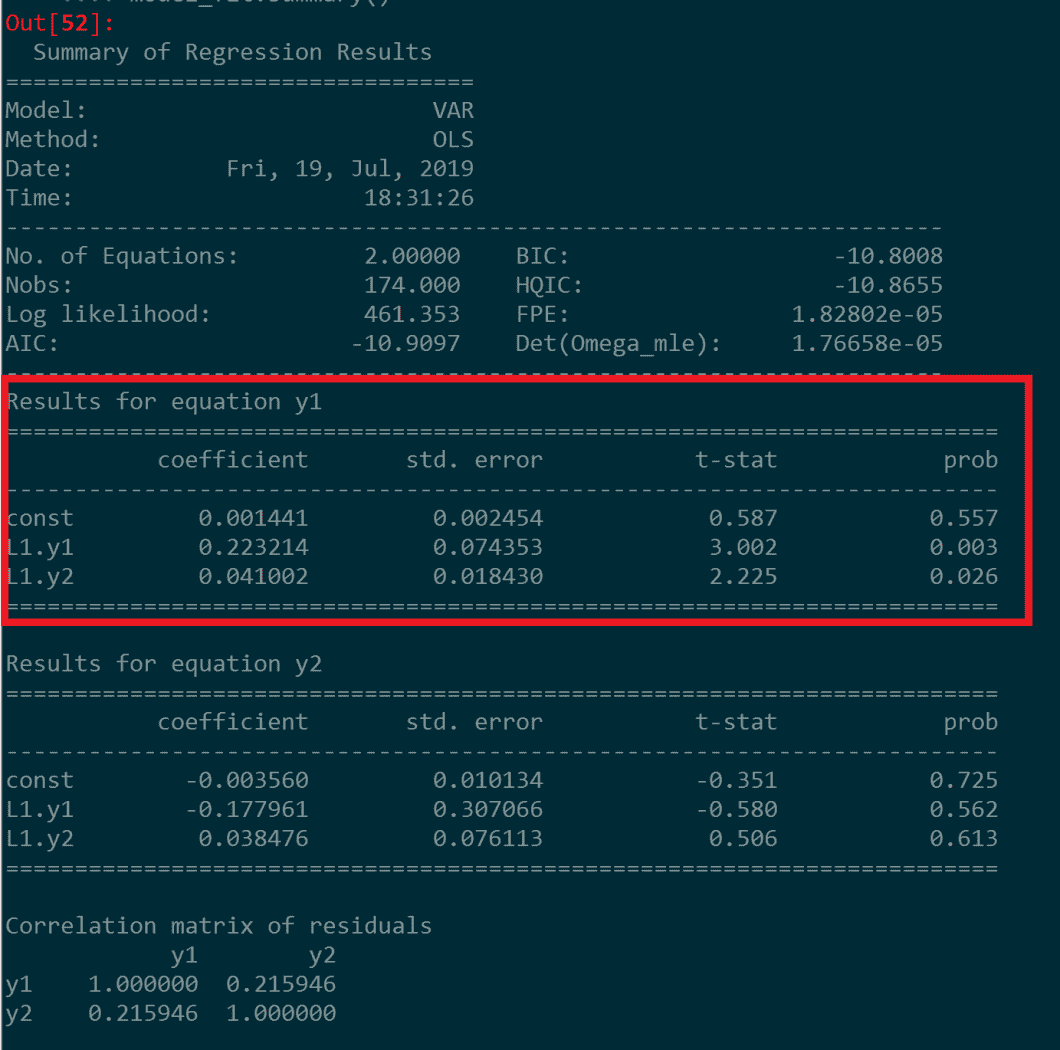 Out[52]:
Summary of Regression Results
==================================
Model: VAR
Method: OLS
Date: Fri, 19, Jul, 2019
Time: 18:31:26
--------------------------------------------------------------------
No. of Equations: 2.00000 BIC: -10.8008
Nobs: 174.000 HQIC: -10.8655
Log likelihood: 461.353 FPE: 1.82802e-05
AIC: -10.9097 Det(Omega_mle): 1.76658e-05
--------------------------------------------------------------------
Results for equation y1
========================================================================
coefficient std. error t-stat prob
------------------------------------------------------------------------
const 0.001441 0.002454 0.587 0.557
L1.y1 0.223214 0.074353 3.002 0.003
L1.y2 0.041002 0.018430 2.225 0.026
========================================================================
Results for equation y2
========================================================================
coefficient std. error t-stat prob
------------------------------------------------------------------------
const -0.003560 0.010134 -0.351 0.725
L1.y1 -0.177961 0.307066 -0.580 0.562
L1.y2 0.038476 0.076113 0.506 0.613
========================================================================
Correlation matrix of residuals
y1 y2
y1 1.000000 0.215946
y2 0.215946 1.000000